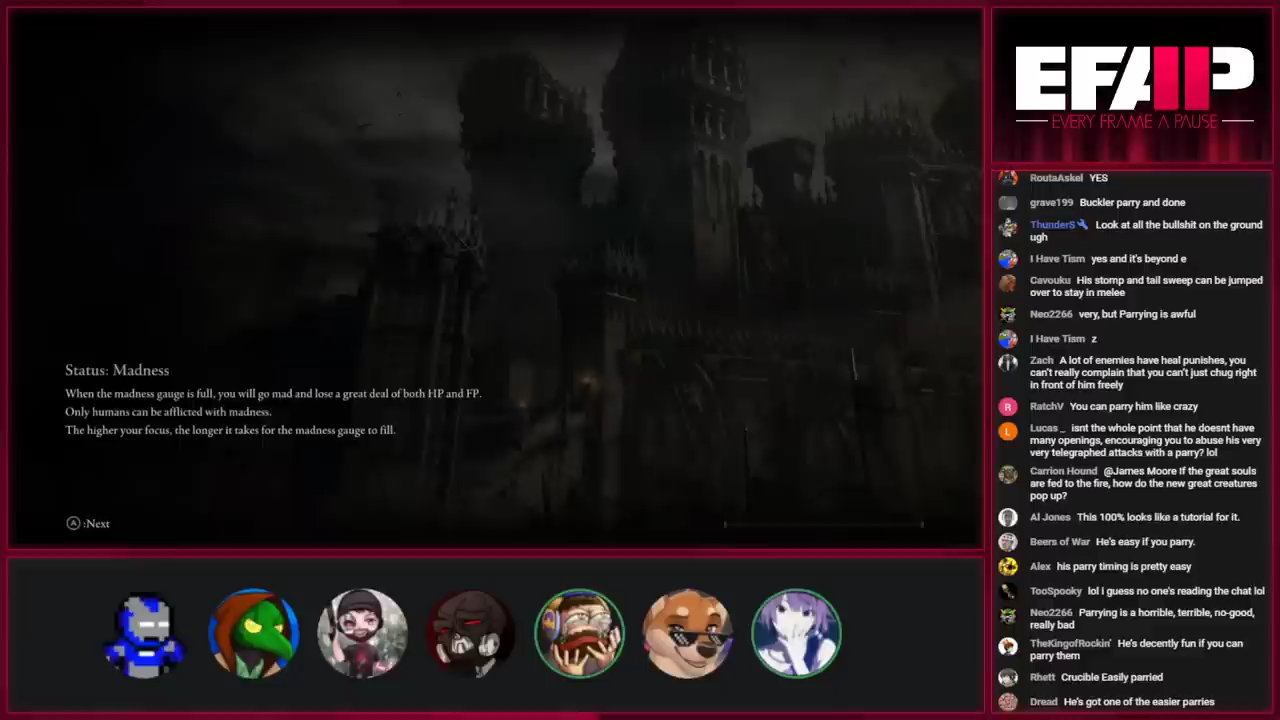 Status: Madness
When the madness gauge is full, you will go mad and lose a great deal of both HP and FP.
Only humans can be afflicted with madness.
The higher your focus, the longer it takes for the madness gauge to fill.
A :Next
EFAP
EVERY FRAME A PAUSE
RoutaAskel YES
grave199 Buckler parry and done
ThunderS Look at all the bullshit on the ground
ugh
I Have Tism yes and it's beyond e
Cavouku His stomp and tail sweep can be jumped
over to stay in melee
Neo2266 very, but Parrying is awful
I Have Tism z
Zach A lot of enemies have heal punishes, you
can't really complain that you can't just chug right
in front of him freely
R
RatchV You can parry him like crazy
L
Lucas _ isnt the whole point that he doesnt have
many openings, encouraging you to abuse his very
very telegraphed attacks with a parry? lol
Carrion Hound @James Moore If the great souls
are fed to the fire, how do the new great creatures
pop up?
Al Jones This 100% looks like a tutorial for it.
Beers of War He's easy if you parry.
Alex his parry timing is pretty easy
TooSpooky lol i guess no one's reading the chat lol
Neo2266 Parrying is a horrible, terrible, no-good,
really bad
TheKingofRockin' He's decently fun if you can
parry them
Rhett Crucible Easily parried
Dread He's got one of the easier parries